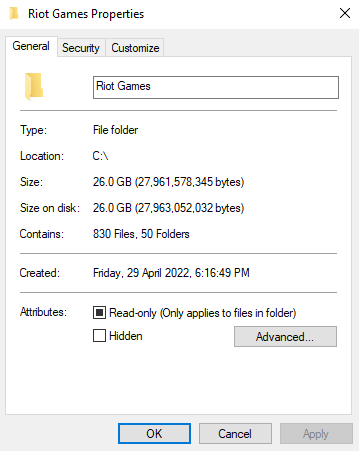 Riot Games Properties
General Security Customize
Riot Games
Type: File folder
Location: C:\
Size: 26.0 GB (27,961,578,345 bytes)
Size on disk: 26.0 GB (27,963,052,032 bytes)
Contains: 830 Files, 50 Folders
Created: Friday, 29 April 2022, 6:16:49 PM
Attributes: Read-only (Only applies to files in folder)
Hidden Advanced...
OK Cancel Apply